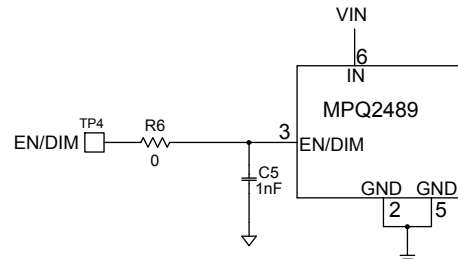 VIN
6
IN
MPQ2489
TP4
R6
EN/DIM
0
3
EN/DIM
C5
1nF
GND GND
2 5